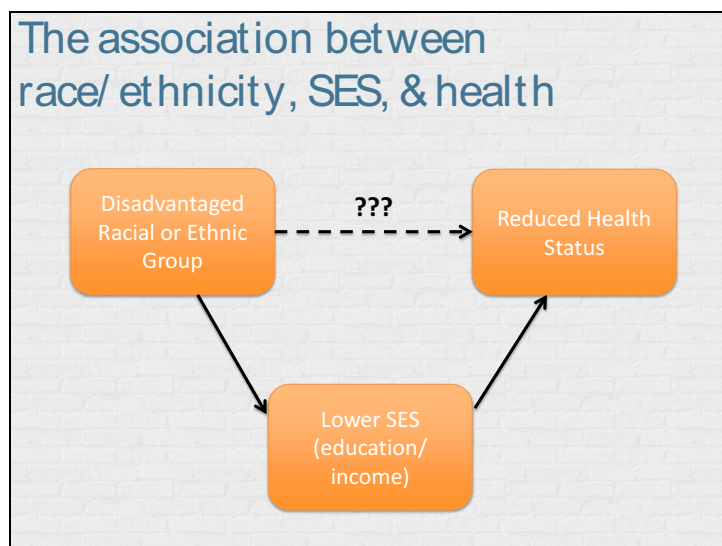 The association between
race/ ethnicity, SES, & health
Disadvantaged
Racial or Ethnic
Group
???
Reduced Health
Status
Lower SES
(education/
income)